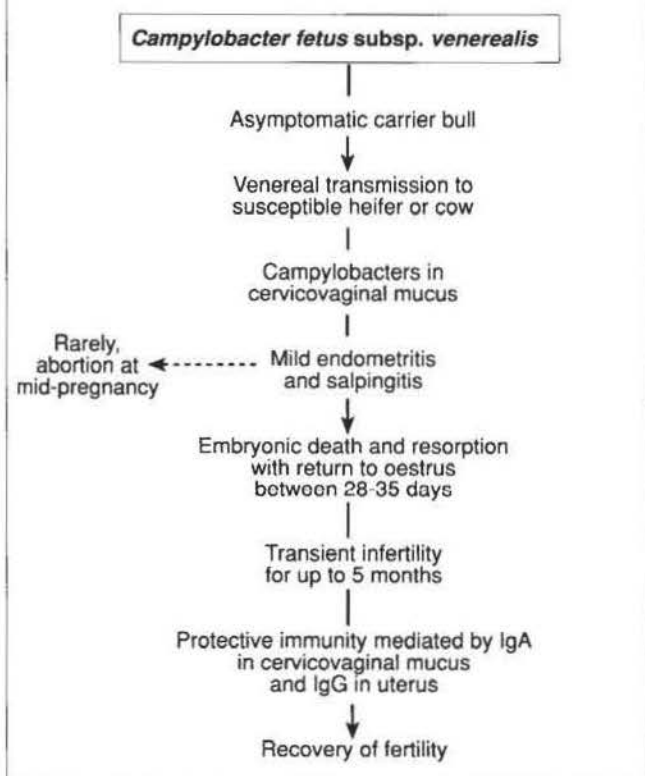 Campylobacter fetus subsp. venerealis
Asymptomatic carrier bull
Venereal transmission to
susceptible heifer or cow
Campylobacters in
cervicovaginal mucus
Rarely,
abortion at
mid-pregnancy
Mild endometritis
and salpingitis
Embryonic death and resorption
with return to oestrus
between 28-35 days
Transient infertility
for up to 5 months
Protective immunity mediated by IgA
in cervicovaginal mucus
and IgG in uterus
Recovery of fertility